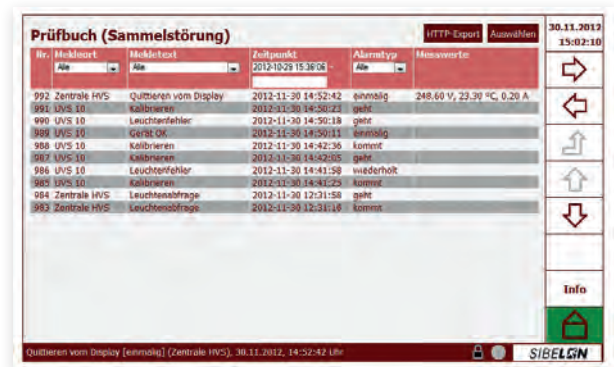 Prüfbuch (Sammelstörung) HTTP-Export Auswählen 30.11.2012
15:02:10
Nr. Meldeort Meldetext Zeitpunkt Alarmtyp Messwerte
Alle Alle 2012-10-29 15:36:06 - Alle
992 Zentrale HVS Quittieren vom Display 2012-11-30 14:52:42 einmalig 248.60 V, 23.30 °C, 0.20 A
991 UVS 10 Kalibrieren 2012-11-30 14:50:23 geht
990 UVS 10 Leuchtenfehler 2012-11-30 14:50:18 geht
989 UVS 10 Gerät OK 2012-11-30 14:50:11 einmalig
988 UVS 10 Kalibrieren 2012-11-30 14:42:36 kommt
987 UVS 10 Kalibrieren 2012-11-30 14:42:05 geht
986 UVS 10 Leuchtenfehler 2012-11-30 14:41:58 wiederholt
985 UVS 10 Kalibrieren 2012-11-30 14:41:25 kommt
984 Zentrale HVS Leuchtenabfrage 2012-11-30 12:31:58 geht
983 Zentrale HVS Leuchtenabfrage 2012-11-30 12:31:16 kommt
Info
Quittieren vom Display [einmalig] (Zentrale HVS), 30.11.2012, 14:52:42 Uhr SIBELON